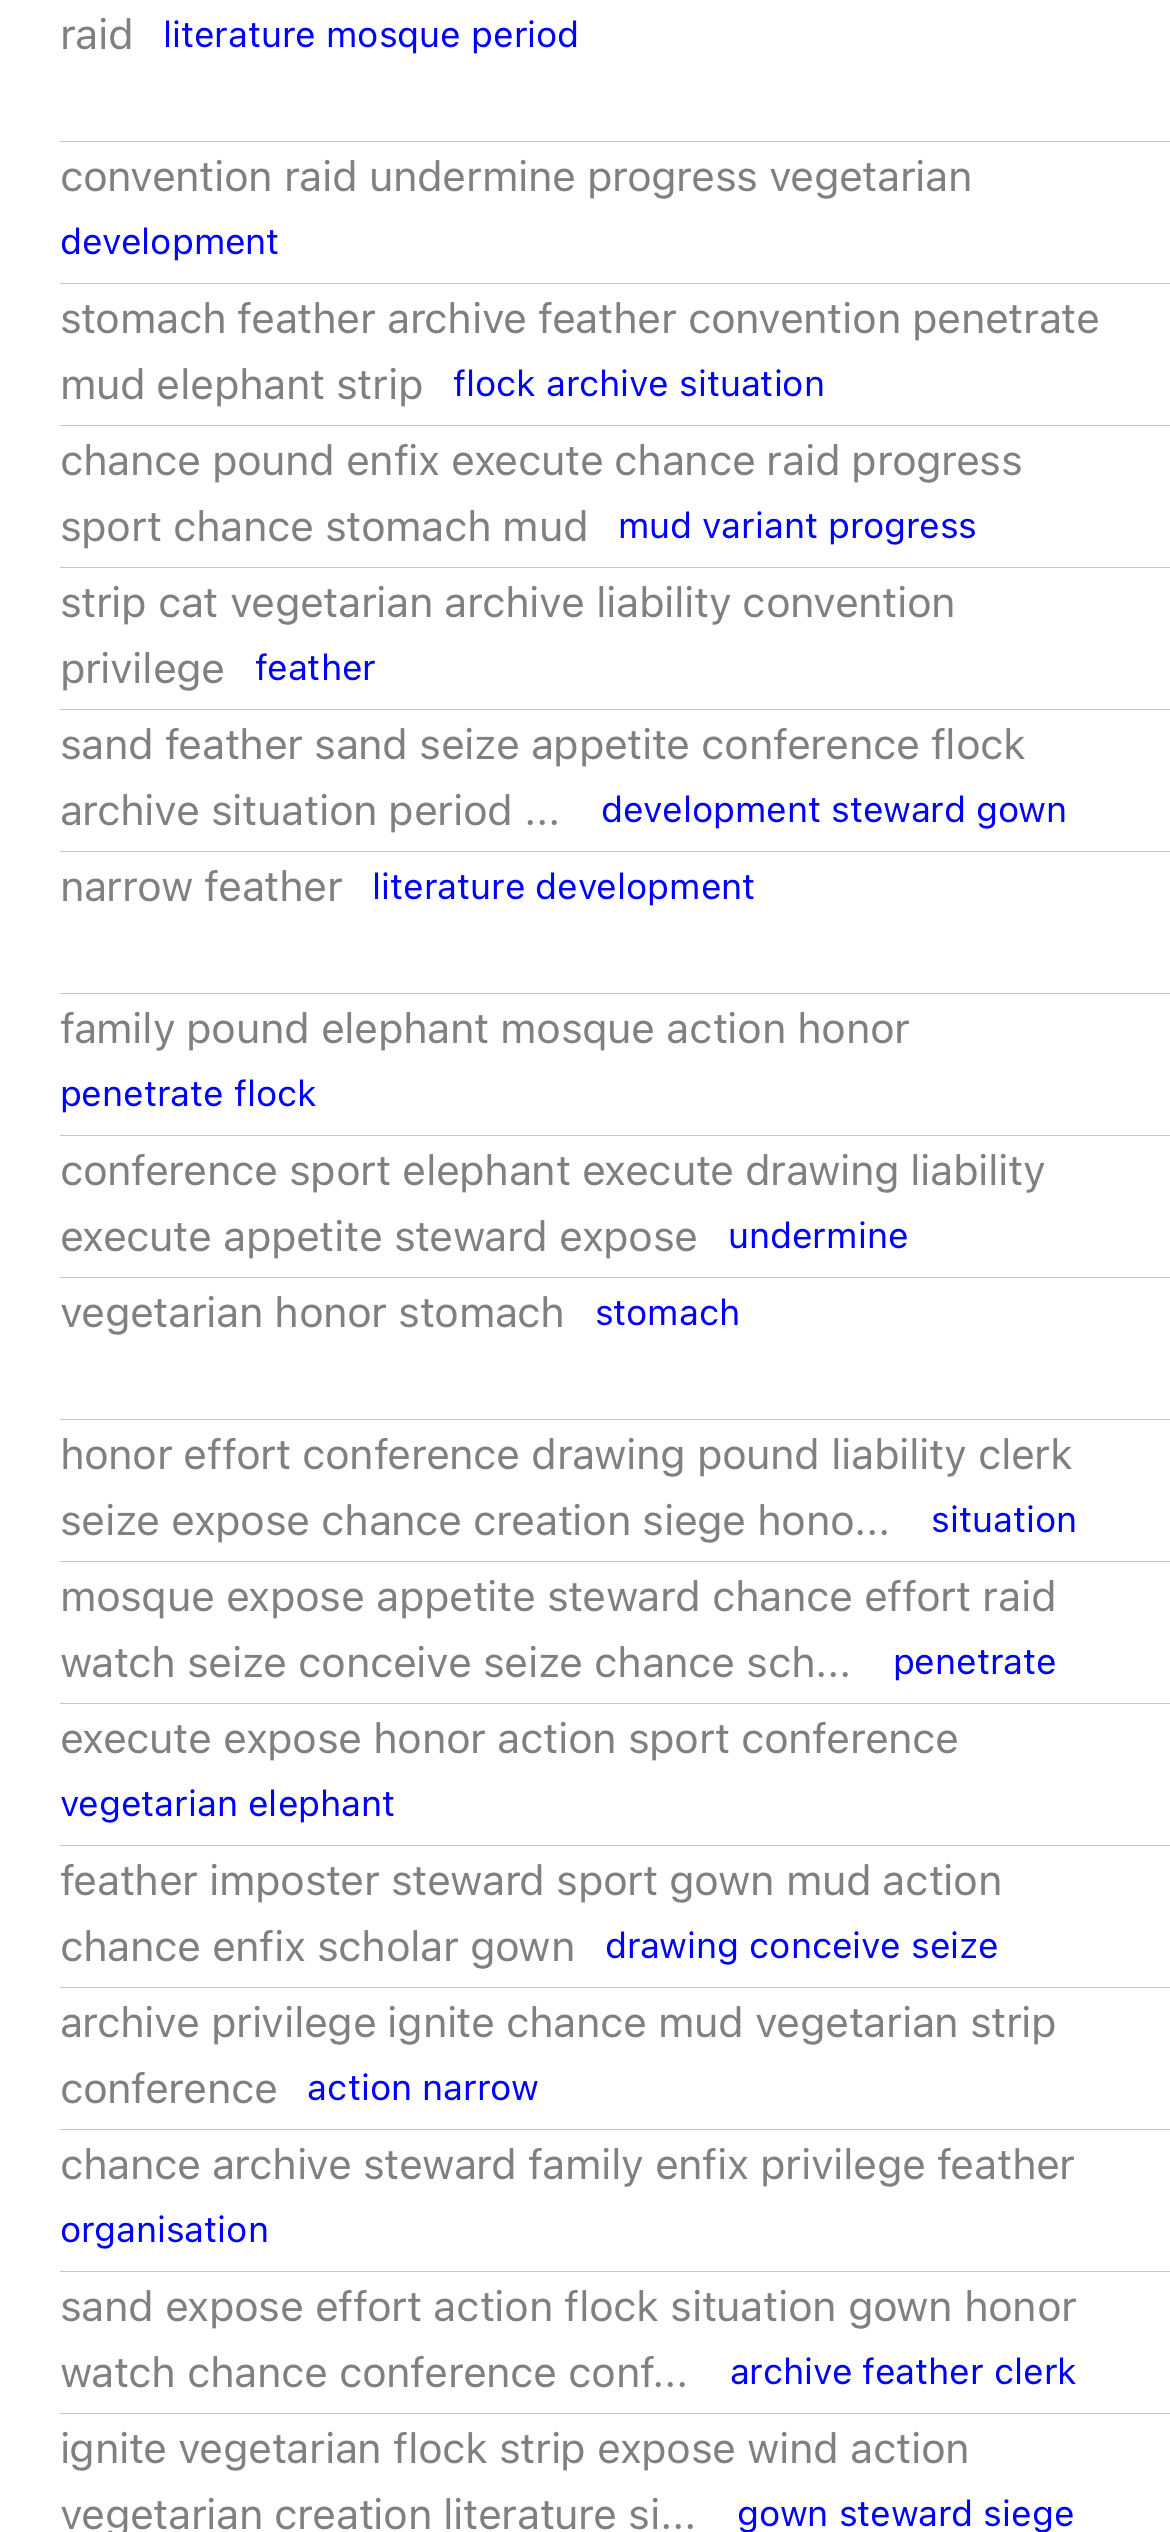 raid literature mosque period
convention raid undermine progress vegetarian
development
stomach feather archive feather convention penetrate
mud elephant strip flock archive situation
chance pound enfix execute chance raid progress
sport chance stomach mud mud variant progress
strip cat vegetarian archive liability convention
privilege feather
sand feather sand seize appetite conference flock
archive situation period ... development steward gown
narrow feather literature development
family pound elephant mosque action honor
penetrate flock
conference sport elephant execute drawing liability
execute appetite steward expose undermine
vegetarian honor stomach stomach
honor effort conference drawing pound liability clerk
seize expose chance creation siege hono... situation
mosque expose appetite steward chance effort raid
watch seize conceive seize chance sch... penetrate
execute expose honor action sport conference
vegetarian elephant
feather imposter steward sport gown mud action
chance enfix scholar gown drawing conceive seize
archive privilege ignite chance mud vegetarian strip
conference action narrow
chance archive steward family enfix privilege feather
organisation
sand expose effort action flock situation gown honor
watch chance conference conf... archive feather clerk
ignite vegetarian flock strip expose wind action
vegetarian creation literature si... gown steward siege